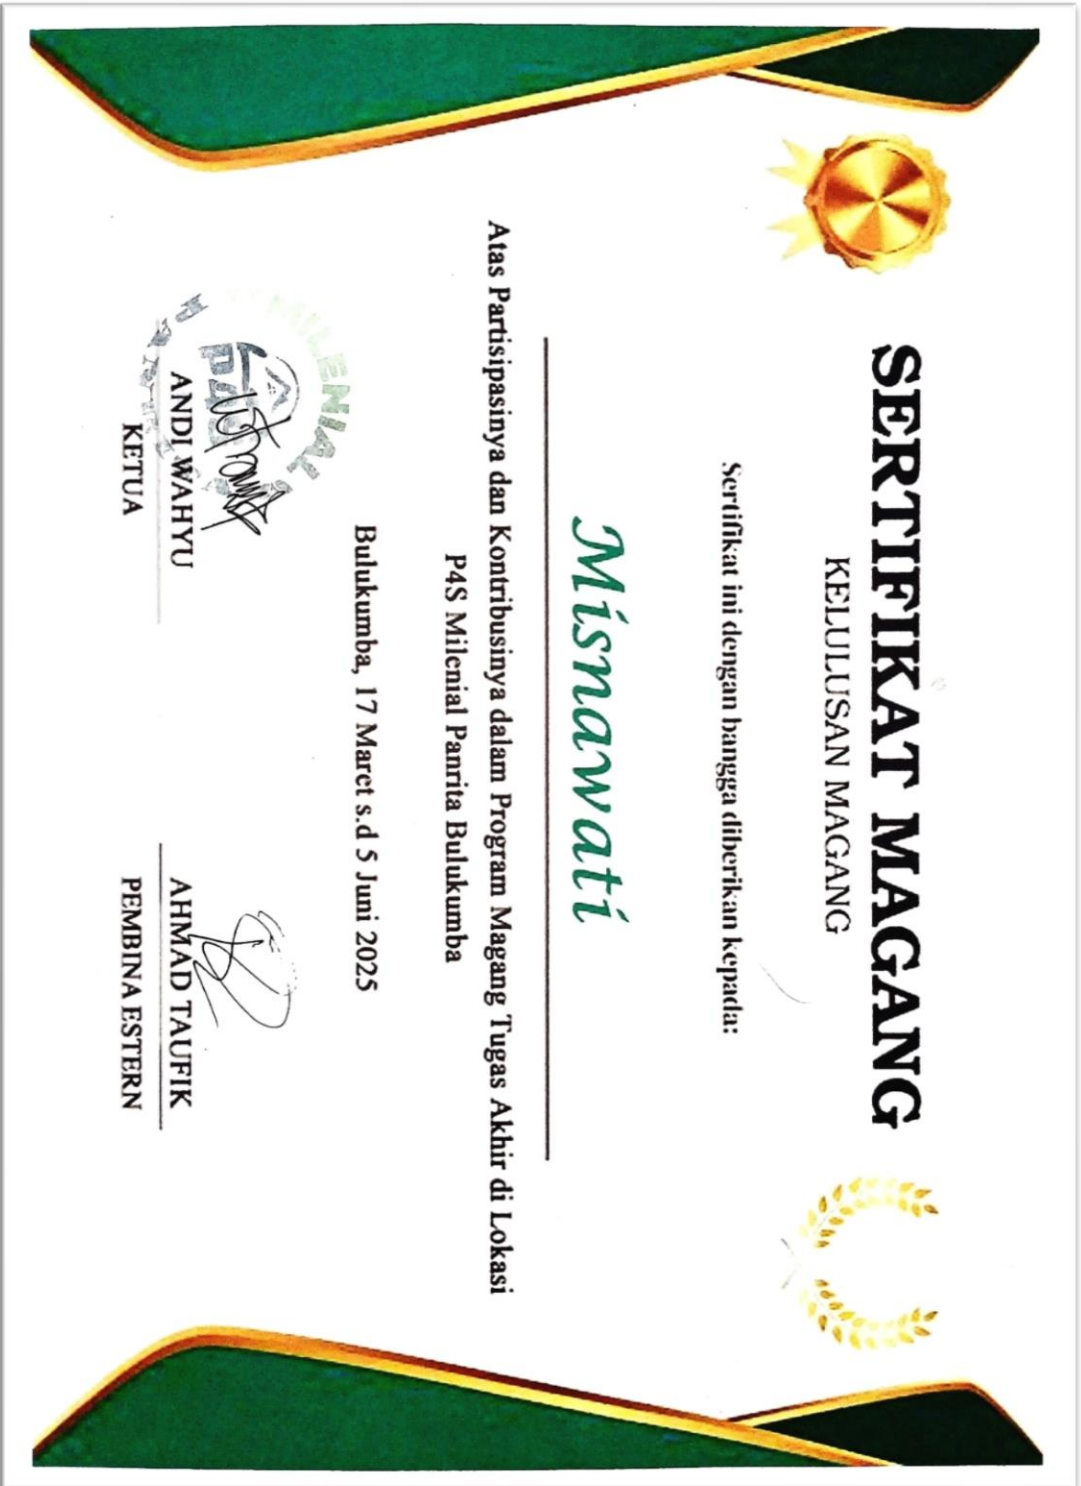 SERTIFIKAT MAGANG
KELULUSAN MAGANG
Sertifikat ini dengan bangga diberikan kepada:
Misnawati
Atas Partisipasinya dan Kontribusinya dalam Program Magang Tugas Akhir di Lokasi
P4S Milenial Panrita Bulukumba
Bulukumba, 17 Maret s.d 5 Juni 2025
MILENIAL
P4S
ANDI WAHYU
KETUA
AHMAD TAUFIK
PEMBINA ESTERN